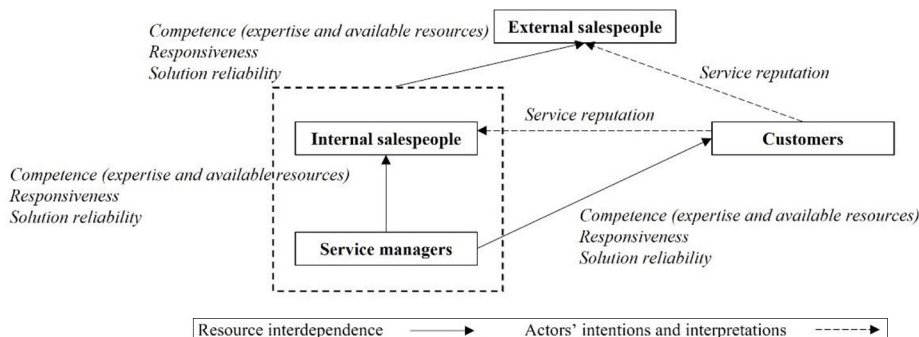 External salespeople
Competence (expertise and available resources)
Responsiveness
Solution reliability
Service reputation
Service reputation
Internal salespeople
Customers
Competence (expertise and available resources)
Responsiveness
Solution reliability
Competence (expertise and available resources)
Responsiveness
Solution reliability
Service managers
Resource interdependence
Actors’ intentions and interpretations